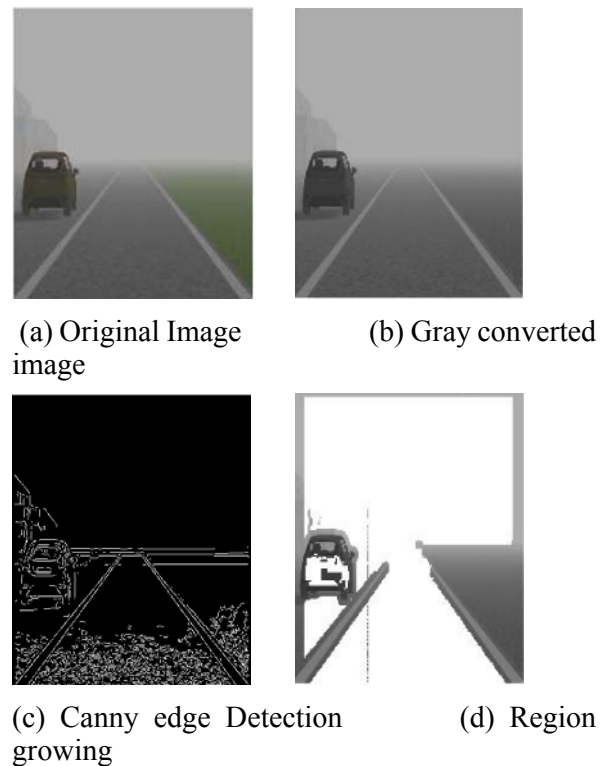 (a) Original Image (b) Gray converted
image
(c) Canny edge Detection (d) Region
growing